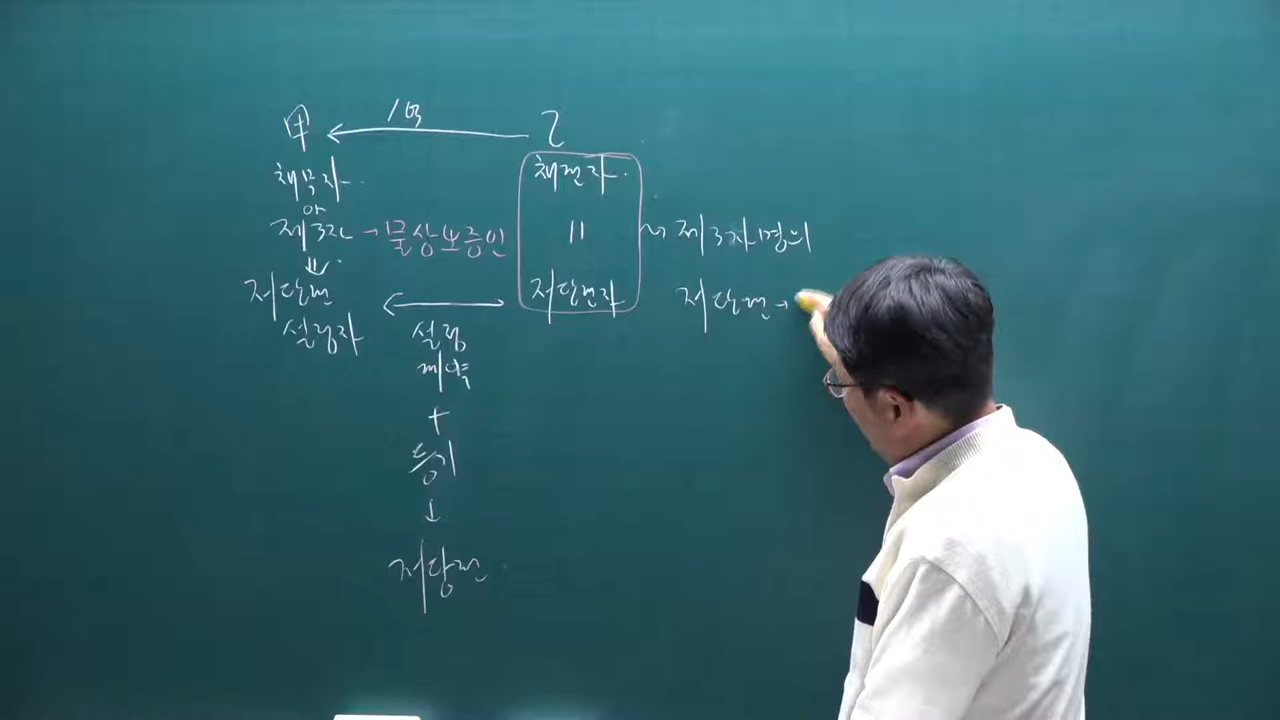 甲 ← 1억 乙
채무자
or
제3자 → 물상보증인
⇓
저당권
설정자
채권자
||
저당권자
~ 제3자 명의
저당권 →
설정
계약
+
등기
↓
저당권